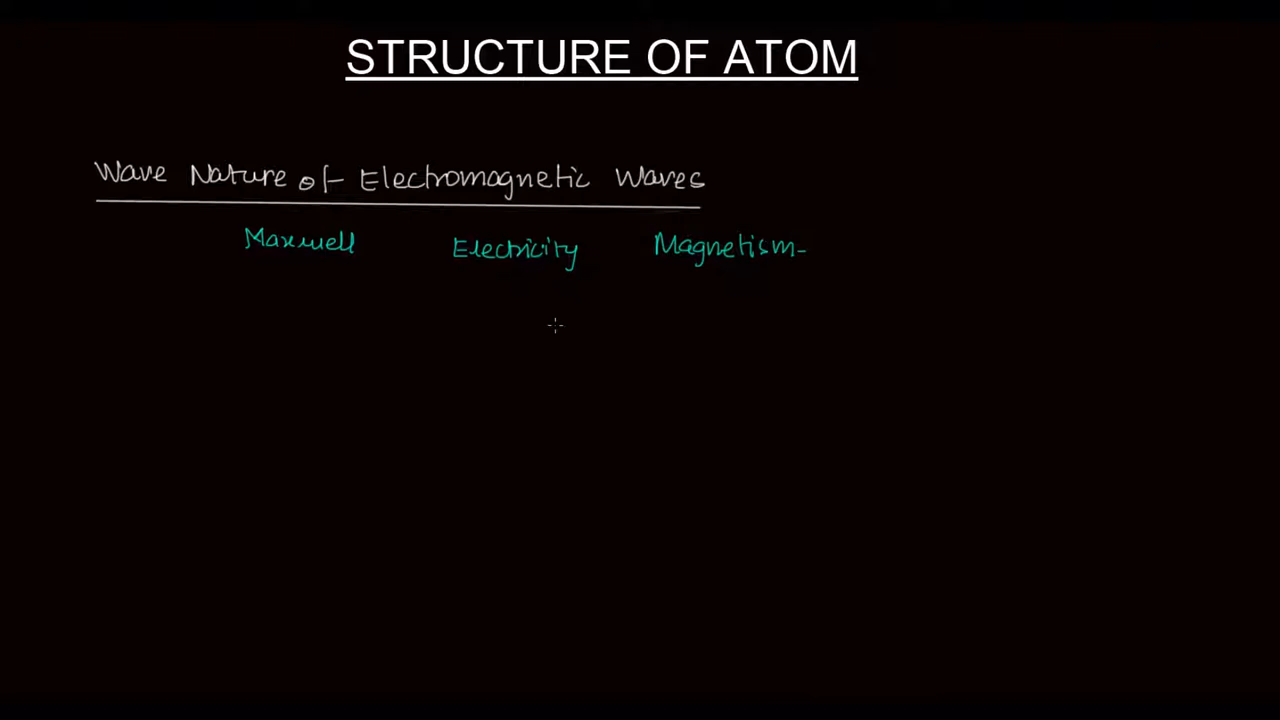 STRUCTURE OF ATOM
Wave Nature of Electromagnetic Waves
Maxwell Electricity Magnetism